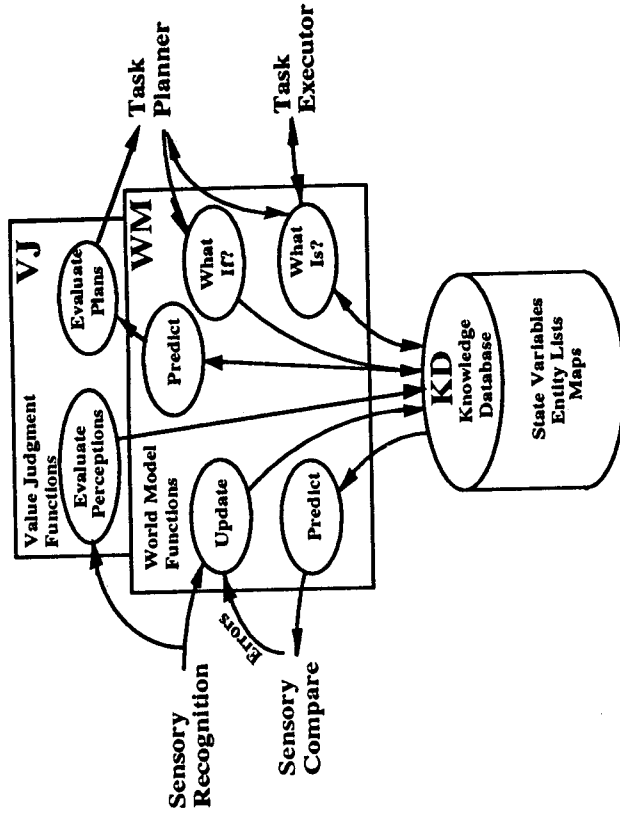 VJ
Value Judgment
Functions
Evaluate
Perceptions
Evaluate
Plans
Task
Planner
WM
World Model
Functions
Sensory
Recognition
Update
Predict
What
If?
Errors
Sensory
Compare
Predict
What
Is?
Task
Executor
KD
Knowledge
Database
State Variables
Entity Lists
Maps